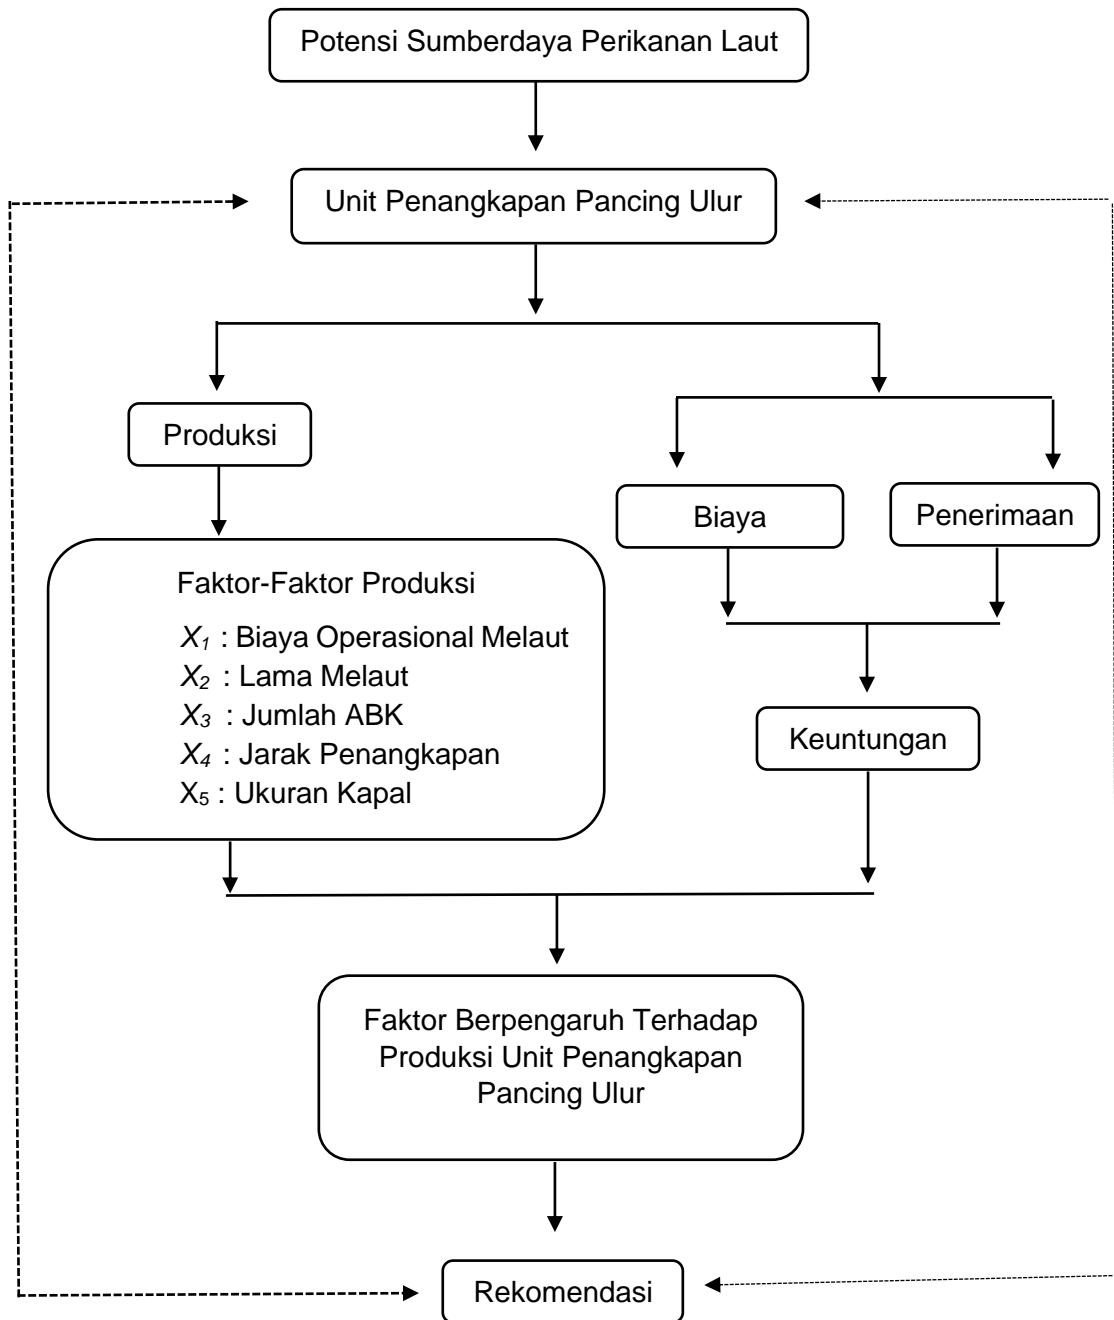 Potensi Sumberdaya Perikanan Laut
Unit Penangkapan Pancing Ulur
Produksi
Biaya
Penerimaan
Faktor-Faktor Produksi
X₁ : Biaya Operasional Melaut
X₂ : Lama Melaut
X₃ : Jumlah ABK
X₄ : Jarak Penangkapan
X₅ : Ukuran Kapal
Keuntungan
Faktor Berpengaruh Terhadap
Produksi Unit Penangkapan
Pancing Ulur
Rekomendasi